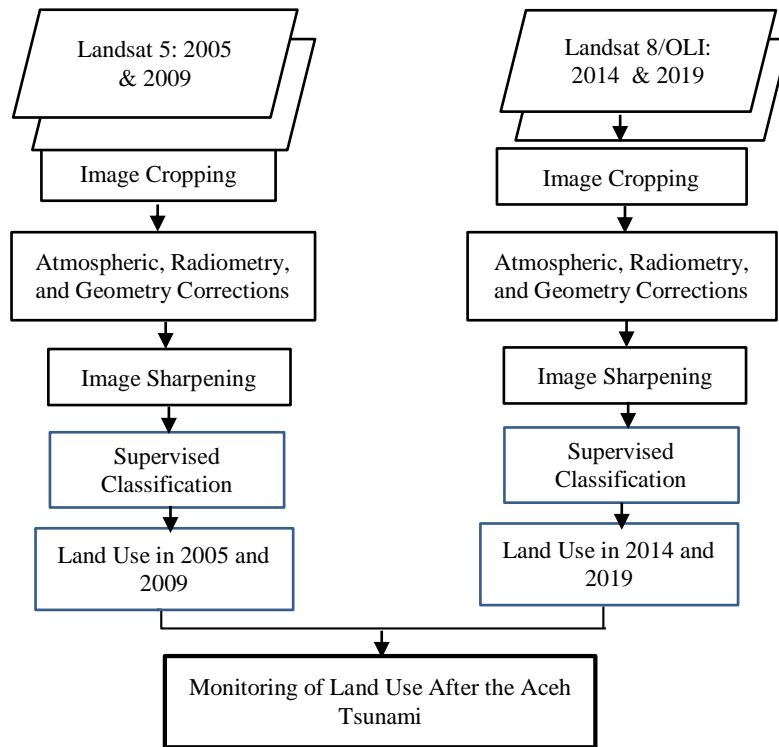 Landsat 5: 2005
& 2009
Image Cropping
Atmospheric, Radiometry,
and Geometry Corrections
Image Sharpening
Supervised
Classification
Land Use in 2005 and
2009
Landsat 8/OLI:
2014 & 2019
Image Cropping
Atmospheric, Radiometry,
and Geometry Corrections
Image Sharpening
Supervised
Classification
Land Use in 2014 and
2019
Monitoring of Land Use After the Aceh
Tsunami